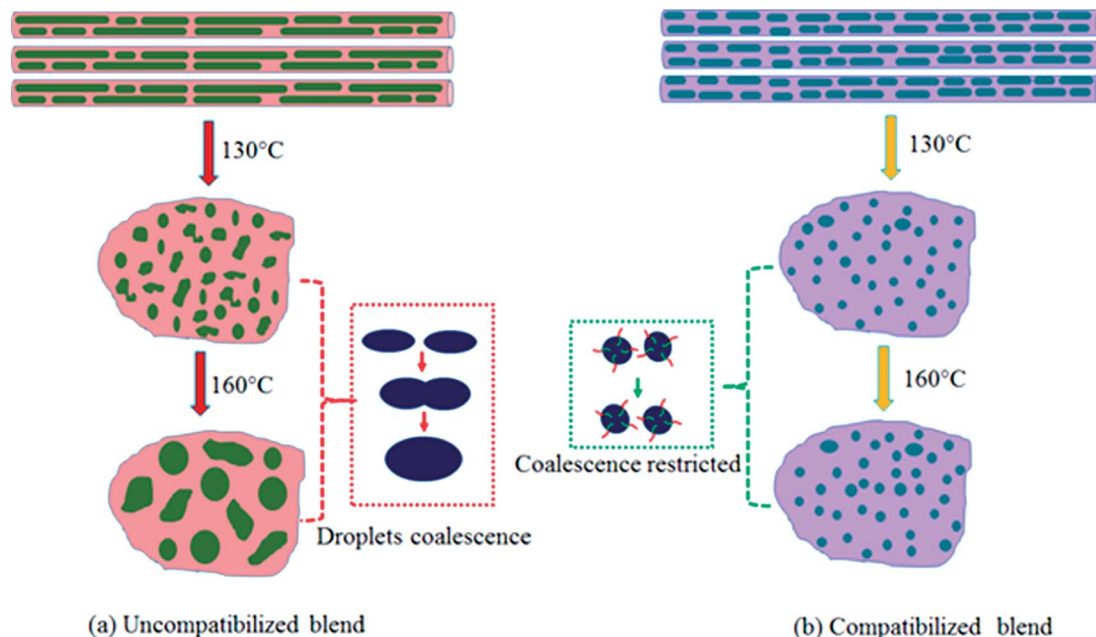 130°C
130°C
160°C
160°C
Coalescence restricted
Droplets coalescence
(a) Uncompatibilized blend
(b) Compatibilized blend